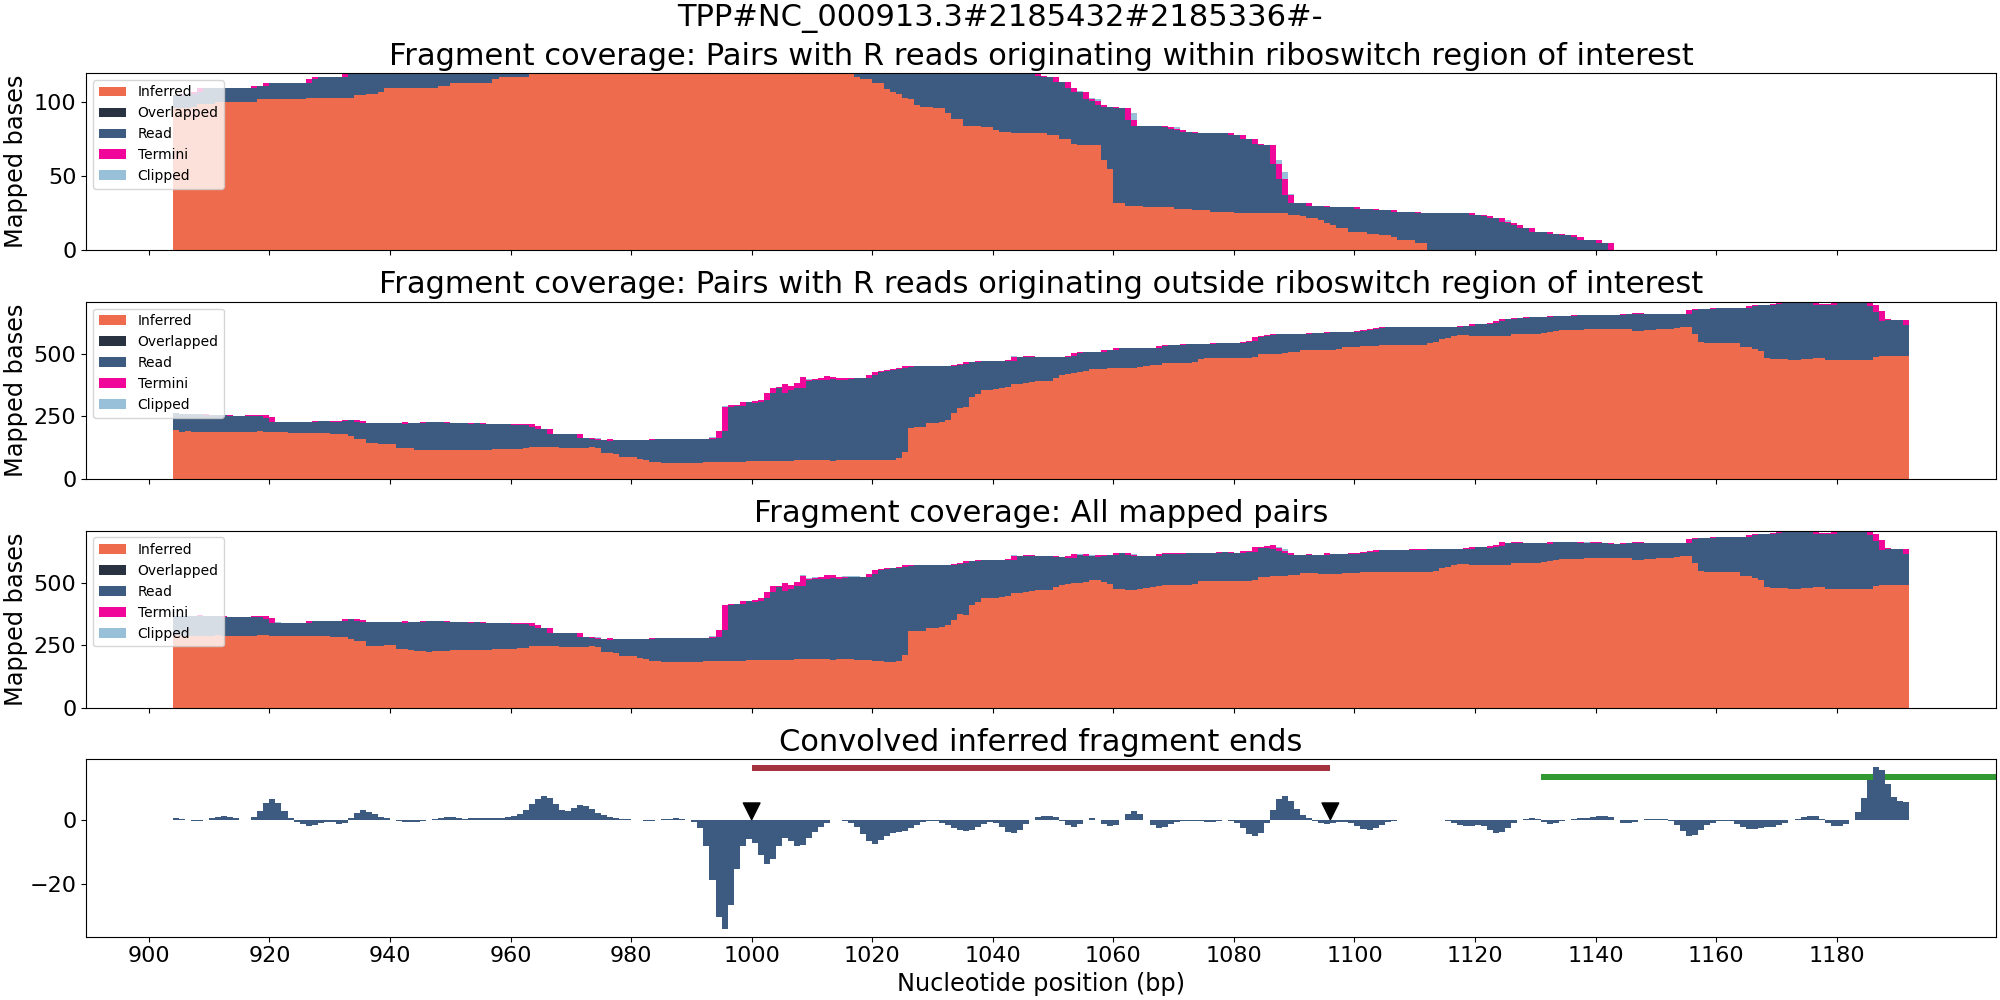 TPP#NC_000913.3#2185432#2185336#-
Fragment coverage: Pairs with R reads originating within riboswitch region of interest
Mapped bases
100
50
0
Inferred
Overlapped
Read
Termini
Clipped
Fragment coverage: Pairs with R reads originating outside riboswitch region of interest
Mapped bases
500
250
0
Inferred
Overlapped
Read
Termini
Clipped
Fragment coverage: All mapped pairs
Mapped bases
500
250
0
Inferred
Overlapped
Read
Termini
Clipped
Convolved inferred fragment ends
0
−20
900 920 940 960 980 1000 1020 1040 1060 1080 1100 1120 1140 1160 1180
Nucleotide position (bp)